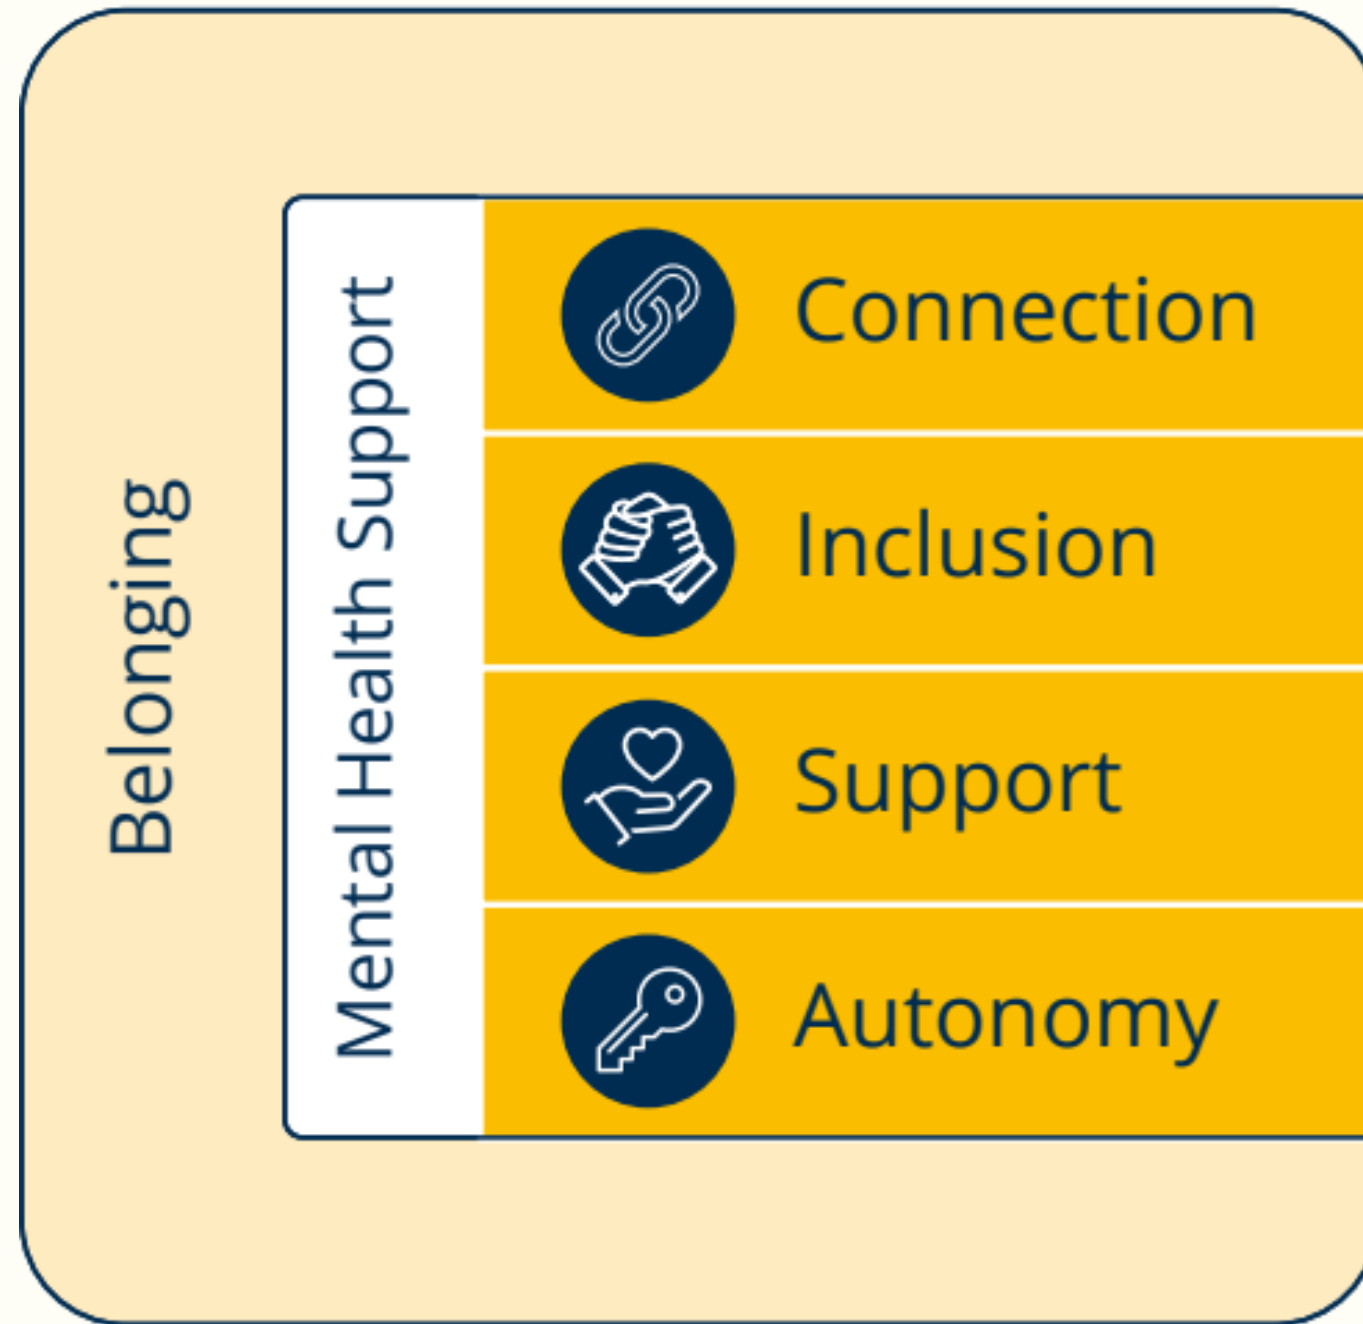 Belonging
Mental Health Support
Connection
Inclusion
Support
Autonomy